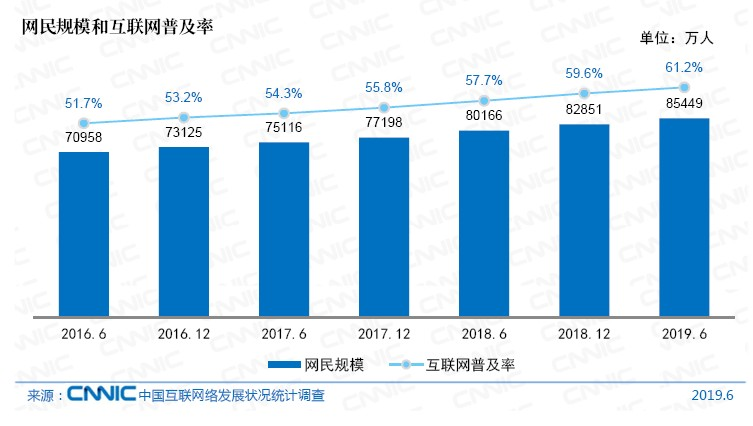 网民规模和互联网普及率
单位：万人
51.7% 53.2% 54.3% 55.8% 57.7% 59.6% 61.2%
70958 73125 75116 77198 80166 82851 85449
2016.6 2016.12 2017.6 2017.12 2018.6 2018.12 2019.6
网民规模 互联网普及率
来源：CNNIC 中国互联网络发展状况统计调查 2019.6